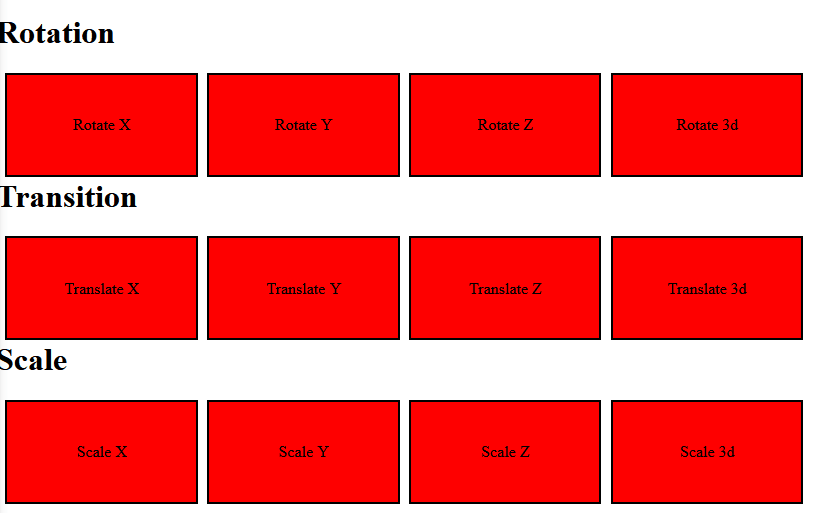 Rotation
Rotate X Rotate Y Rotate Z Rotate 3d
Transition
Translate X Translate Y Translate Z Translate 3d
Scale
Scale X Scale Y Scale Z Scale 3d